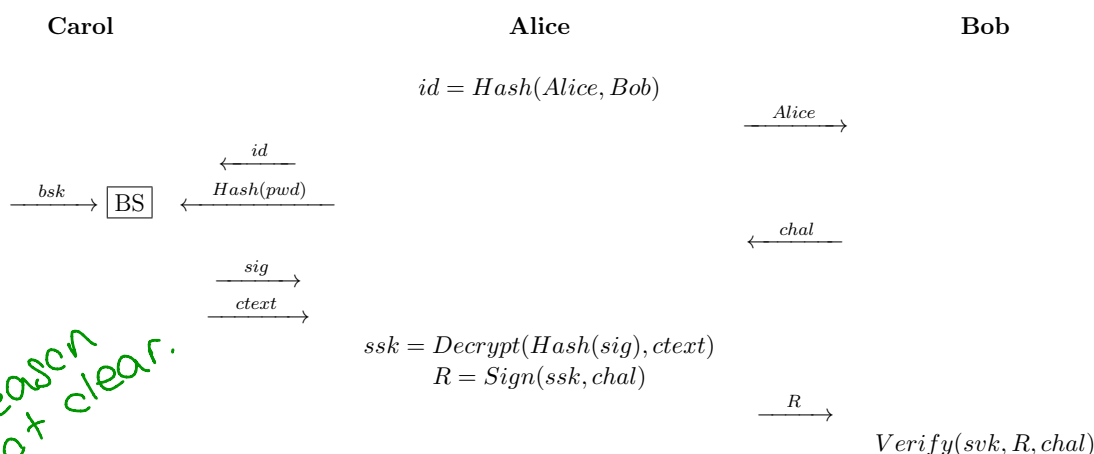 Carol Alice Bob
id = Hash(Alice, Bob)
Alice
id
bsk BS Hash(pwd)
chal
sig
ctext
ssk = Decrypt(Hash(sig), ctext)
R = Sign(ssk, chal)
R
Verify(svk, R, chal)
clear.